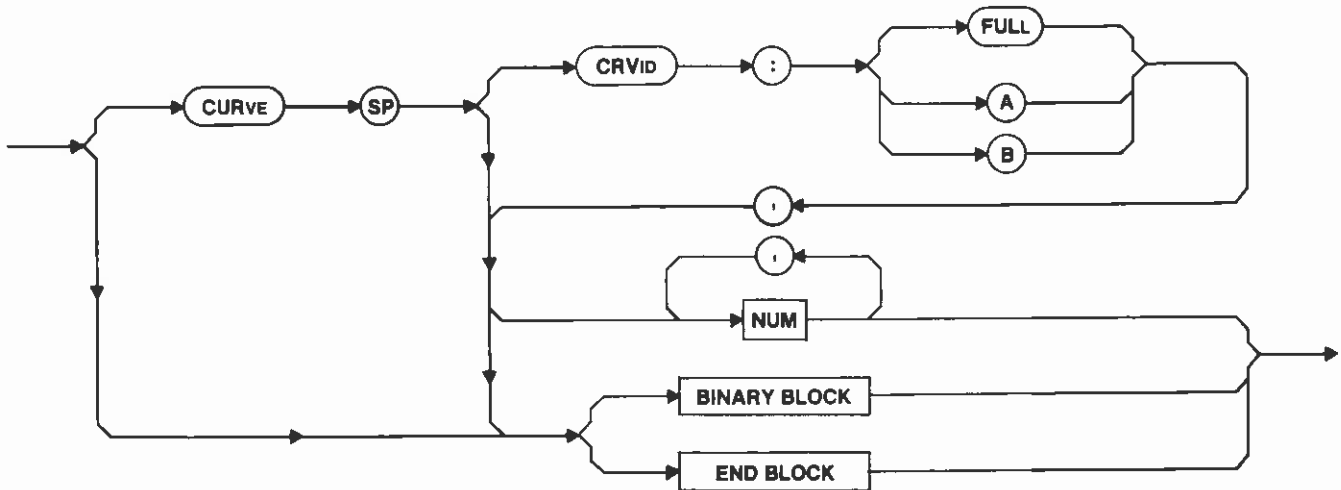 FULL
CRVID :
CURVE SP
A
B
,
,
NUM
BINARY BLOCK
END BLOCK